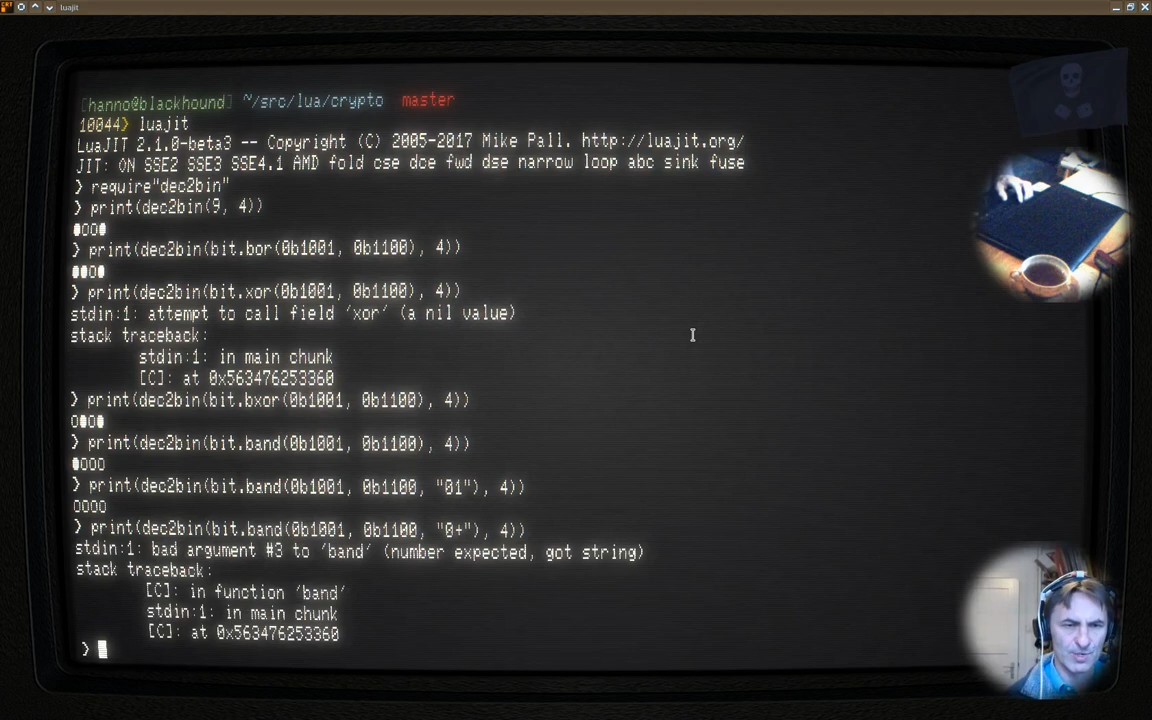 CRT
luajit
[hanno@blackhound] ~/src/lua/crypto master
10044> luajit
LuaJIT 2.1.0-beta3 -- Copyright (C) 2005-2017 Mike Pall. http://luajit.org/
JIT: ON SSE2 SSE3 SSE4.1 AMD fold cse dce fwd dse narrow loop abc sink fuse
> require"dec2bin"
> print(dec2bin(9, 4))
●○○●
> print(dec2bin(bit.bor(0b1001, 0b1100), 4))
●●○●
> print(dec2bin(bit.xor(0b1001, 0b1100), 4))
stdin:1: attempt to call field 'xor' (a nil value)
stack traceback:
stdin:1: in main chunk
[C]: at 0x563476253360
> print(dec2bin(bit.bxor(0b1001, 0b1100), 4))
○●○●
> print(dec2bin(bit.band(0b1001, 0b1100), 4))
●○○○
> print(dec2bin(bit.band(0b1001, 0b1100, "01"), 4))
○○○○
> print(dec2bin(bit.band(0b1001, 0b1100, "0+"), 4))
stdin:1: bad argument #3 to 'band' (number expected, got string)
stack traceback:
[C]: in function 'band'
stdin:1: in main chunk
[C]: at 0x563476253360
>